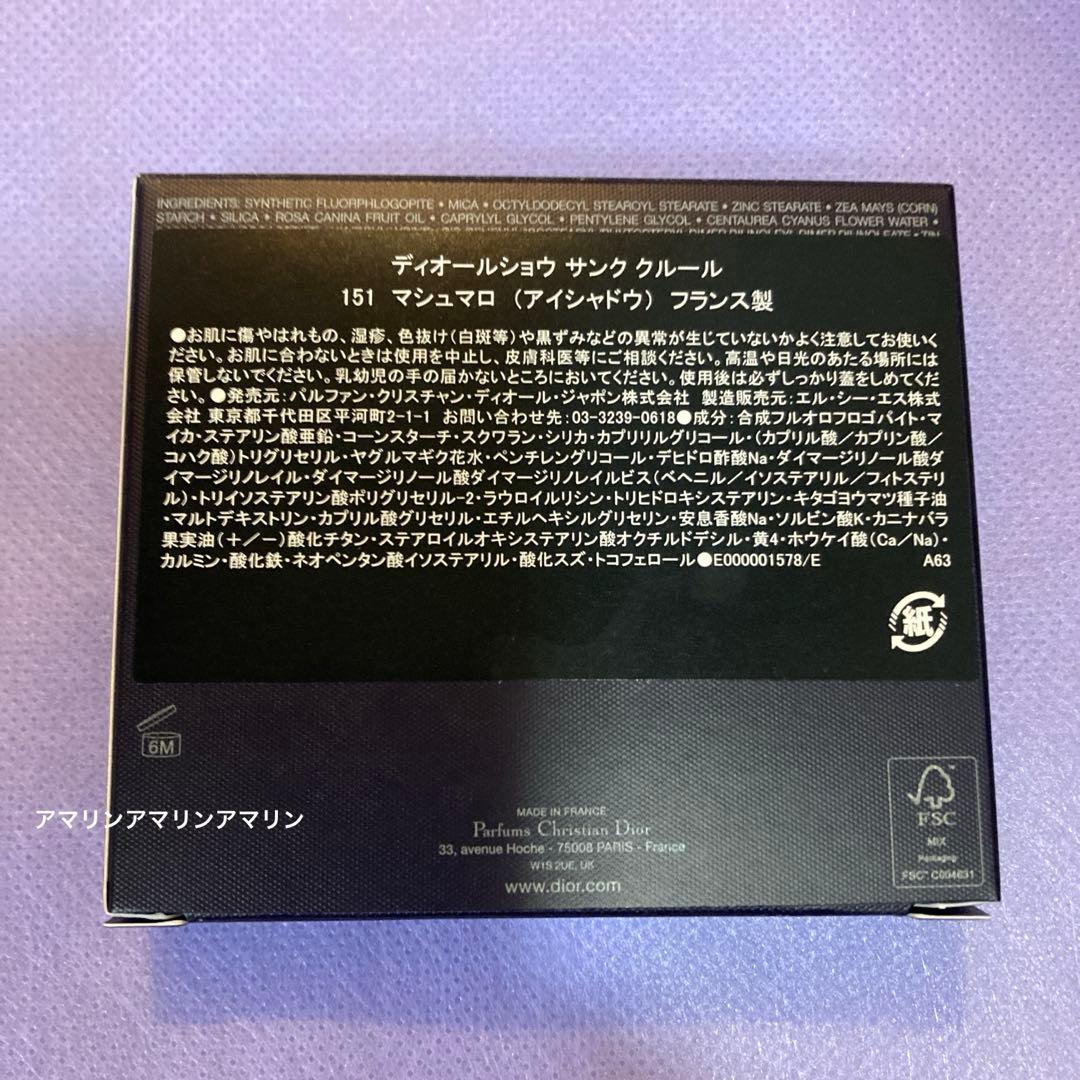 INGREDIENTS: SYNTHETIC FLUORPHLOGOPITE • MICA • OCTYLDODECYL STEAROYL STEARATE • ZINC STEARATE • ZEA MAYS (CORN)
STARCH • SILICA • ROSA CANINA FRUIT OIL • CAPRYLYL GLYCOL • PENTYLENE GLYCOL • CENTAUREA CYANUS FLOWER WATER •
ディオールショウ サンク クルール
151 マシュマロ (アイシャドウ) フランス製
●お肌に傷やはれもの、湿疹、色抜け(白斑等)や黒ずみなどの異常が生じていないかよく注意してお使いく
ださい。お肌に合わないときは使用を中止し、皮膚科医等にご相談ください。高温や日光のあたる場所には
保管しないでください。乳幼児の手の届かないところにおいてください。使用後は必ずしっかり蓋をしめてくだ
さい。●発売元:パルファン・クリスチャン・ディオール・ジャポン株式会社 製造販売元:エル・シー・エス株式
会社 東京都千代田区平河町2-1-1 お問い合わせ先:03-3239-0618●成分:合成フルオロフロゴパイト・マ
イカ・ステアリン酸亜鉛・コーンスターチ・スクワラン・シリカ・カプリリルグリコール・(カプリル酸/カプリン酸/
コハク酸)トリグリセリル・ヤグルマギク花水・ペンチレングリコール・デヒドロ酢酸Na・ダイマージリノール酸ダ
イマージリノレイル・ダイマージリノール酸ダイマージリノレイルビス(ベヘニル/イソステアリル/フィトステリ
ル)・トリイソステアリン酸ポリグリセリル-2・ラウロイルリシン・トリヒドロキシステアリン・キタゴヨウマツ種子油
・マルトデキストリン・カプリル酸グリセリル・エチルヘキシルグリセリン・安息香酸Na・ソルビン酸K・カニナバラ
果実油(+/-)酸化チタン・ステアロイルオキシステアリン酸オクチルドデシル・黄4・ホウケイ酸(Ca/Na)・
カルミン・酸化鉄・ネオペンタン酸イソステアリル・酸化スズ・トコフェロール●E000001578/E A63
紙
6M
アマリンアマリンアマリン
MADE IN FRANCE
Parfums Christian Dior
33, avenue Hoche - 75008 PARIS - France
W1S 2UE, UK
www.dior.com
FSC
MIX
Packaging
FSC™ C004631